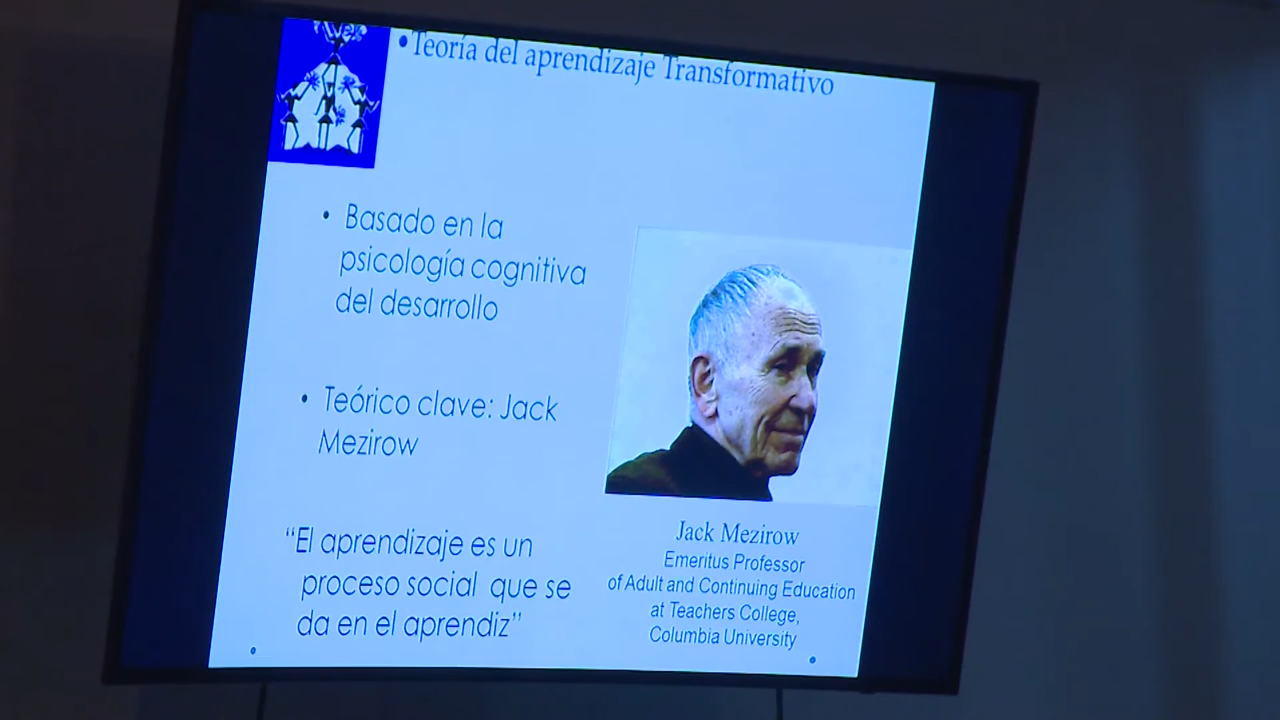 •Teoría del aprendizaje Transformativo
• Basado en la
psicología cognitiva
del desarrollo
• Teórico clave: Jack
Mezirow
“El aprendizaje es un
proceso social que se
da en el aprendiz”
Jack Mezirow
Emeritus Professor
of Adult and Continuing Education
at Teachers College,
Columbia University